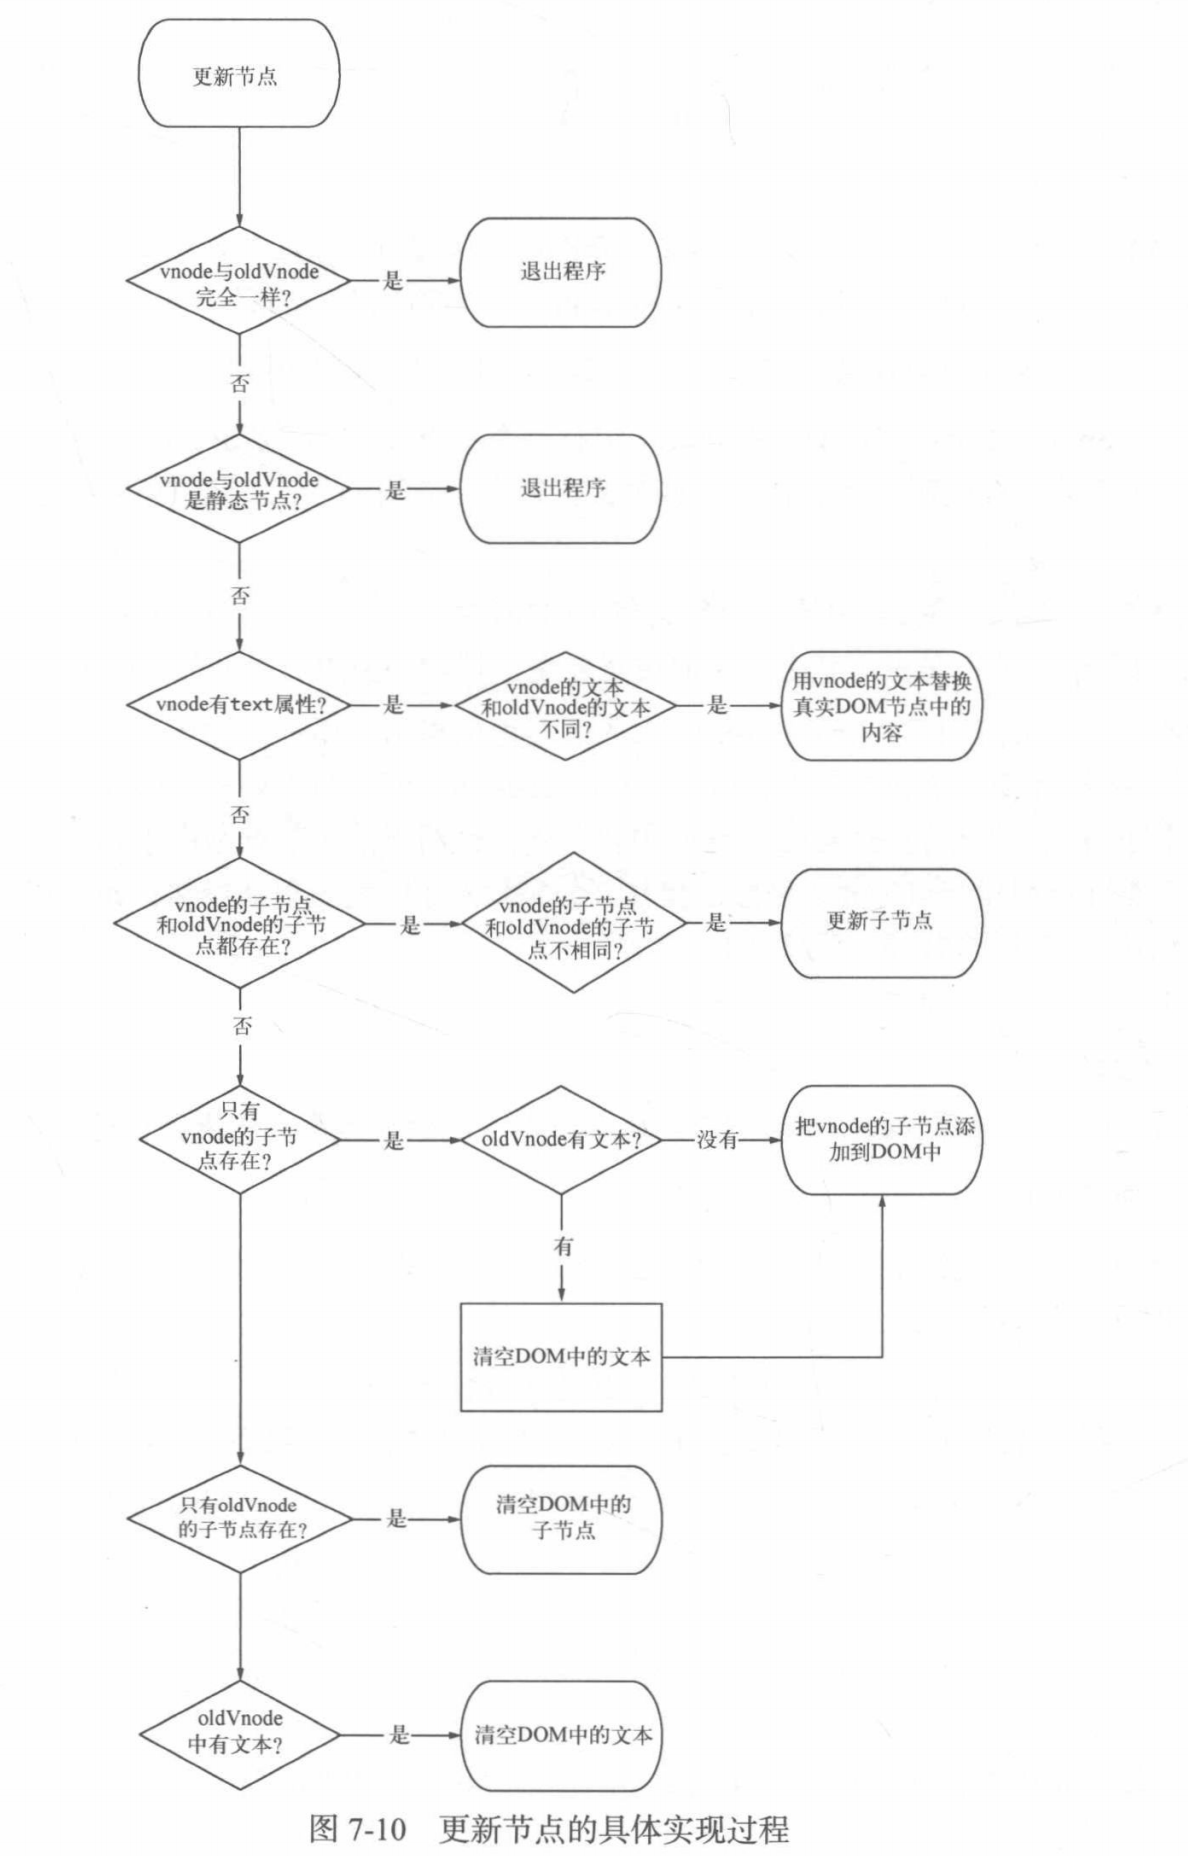 更新节点
vnode与oldVnode
完全一样?
是
退出程序
否
vnode与oldVnode
是静态节点?
是
退出程序
否
vnode有text属性?
是
vnode的文本
和oldVnode的文本
不同?
是
用vnode的文本替换
真实DOM节点中的
内容
否
vnode的子节点
和oldVnode的子节
点都存在?
是
vnode的子节点
和oldVnode的子节
点不相同?
是
更新子节点
否
只有
vnode的子节
点存在?
是
oldVnode有文本?
没有
把vnode的子节点添
加到DOM中
有
清空DOM中的文本
只有oldVnode
的子节点存在?
是
清空DOM中的
子节点
oldVnode
中有文本?
是
清空DOM中的文本
图 7-10 更新节点的具体实现过程